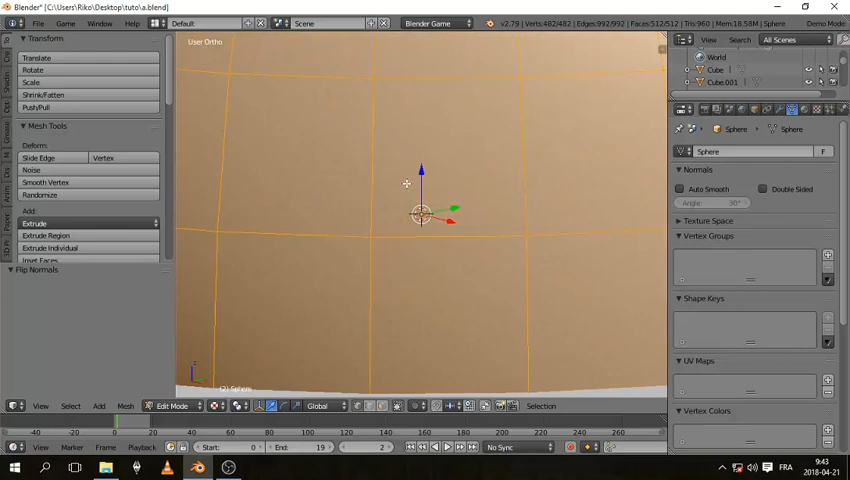 Blender* [C:\Users\Riko\Desktop\tuto\a.blend]
File
Window
Help
Default
Scene
Blender Game
v2.79 | Verts:482/482 | Edges:992/992 | Faces:512/512 | Tris:960 | Mem:18.58M | Sphere
Demo Mode
Transform
Translate
Rotate
Scale
Shrink/Fatten
Push/Pull
Mesh Tools
Deform:
Slide Edge
Vertex
Noise
Smooth Vertex
Randomize
Add:
Extrude
Extrude Region
Extrude Individual
Inset Faces
Flip Normals
User Ortho
(2) Sphere
View
Search
All Scenes
World
Cube
Cube.001
Sphere
Sphere
Sphere
F
Normals
Auto Smooth
Double Sided
Angle:
30°
Texture Space
Vertex Groups
Shape Keys
UV Maps
Vertex Colors
View
Select
Add
Mesh
Edit Mode
Global
Selection
-40
-20
0
20
40
60
80
100
120
140
160
180
200
220
240
260
View
Marker
Frame
Playback
Start:
0
End: 19
2
No Sync
FRA
9:43
2018-04-21